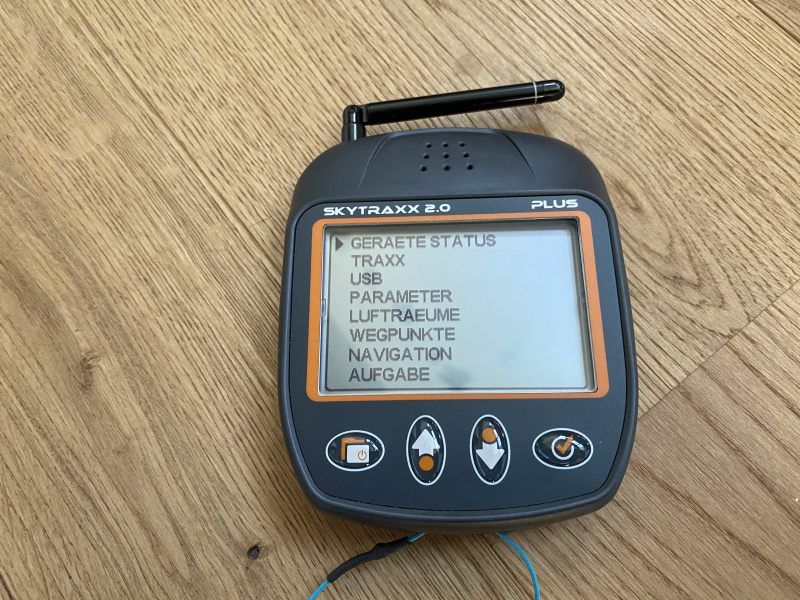 SKYTRAXX 2.0 PLUS
GERAETE STATUS
TRAXX
USB
PARAMETER
LUFTRAEUME
WEGPUNKTE
NAVIGATION
AUFGABE